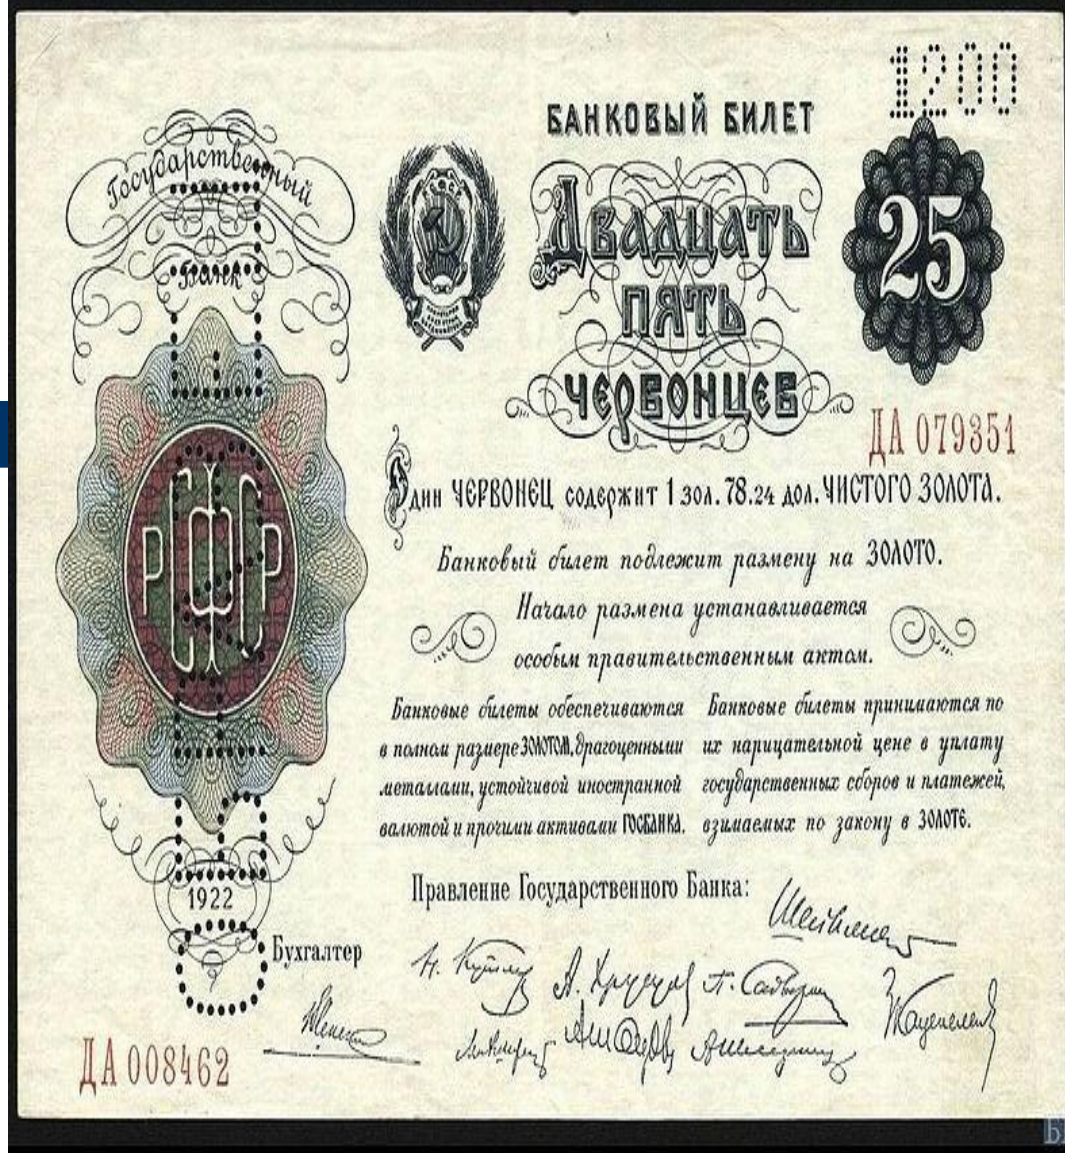 1200
БАНКОВЫЙ БИЛЕТ
Государственный
Банк
ДВАДЦАТЬ
ПЯТЬ
ЧЕРВОНЦЕВ
25
ДА 079351
Один ЧЕРВОНЕЦ содержит 1 зол. 78.24 дол. ЧИСТОГО ЗОЛОТА.
Банковый билет подлежит размену на ЗОЛОТО.
Начало размена устанавливается
особым правительственным актом.
РСФСР
Банковые билеты обеспечиваются
в полном размере ЗОЛОТОМ, драгоценными
металлами, устойчивой иностранной
валютой и прочими активами ГОСБАНКА.
Банковые билеты принимаются по
их нарицательной цене в уплату
государственных сборов и платежей,
взимаемых по закону в ЗОЛОТЕ.
Правление Государственного Банка:
1922
Бухгалтер
ДА 008462
Б